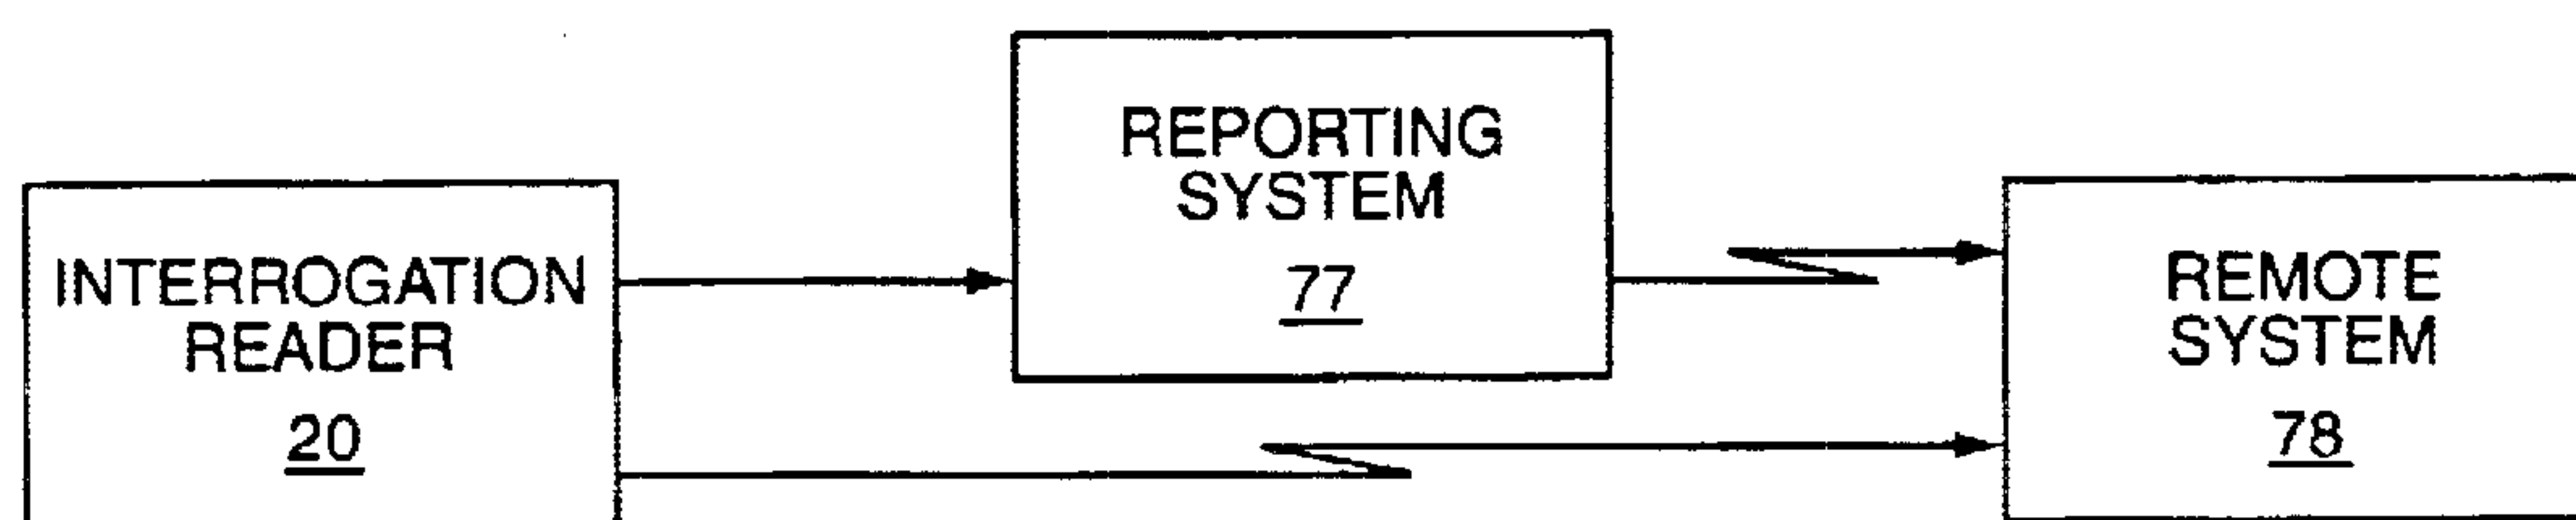 REPORTING
SYSTEM
77
INTERROGATION
READER
20
REMOTE
SYSTEM
78